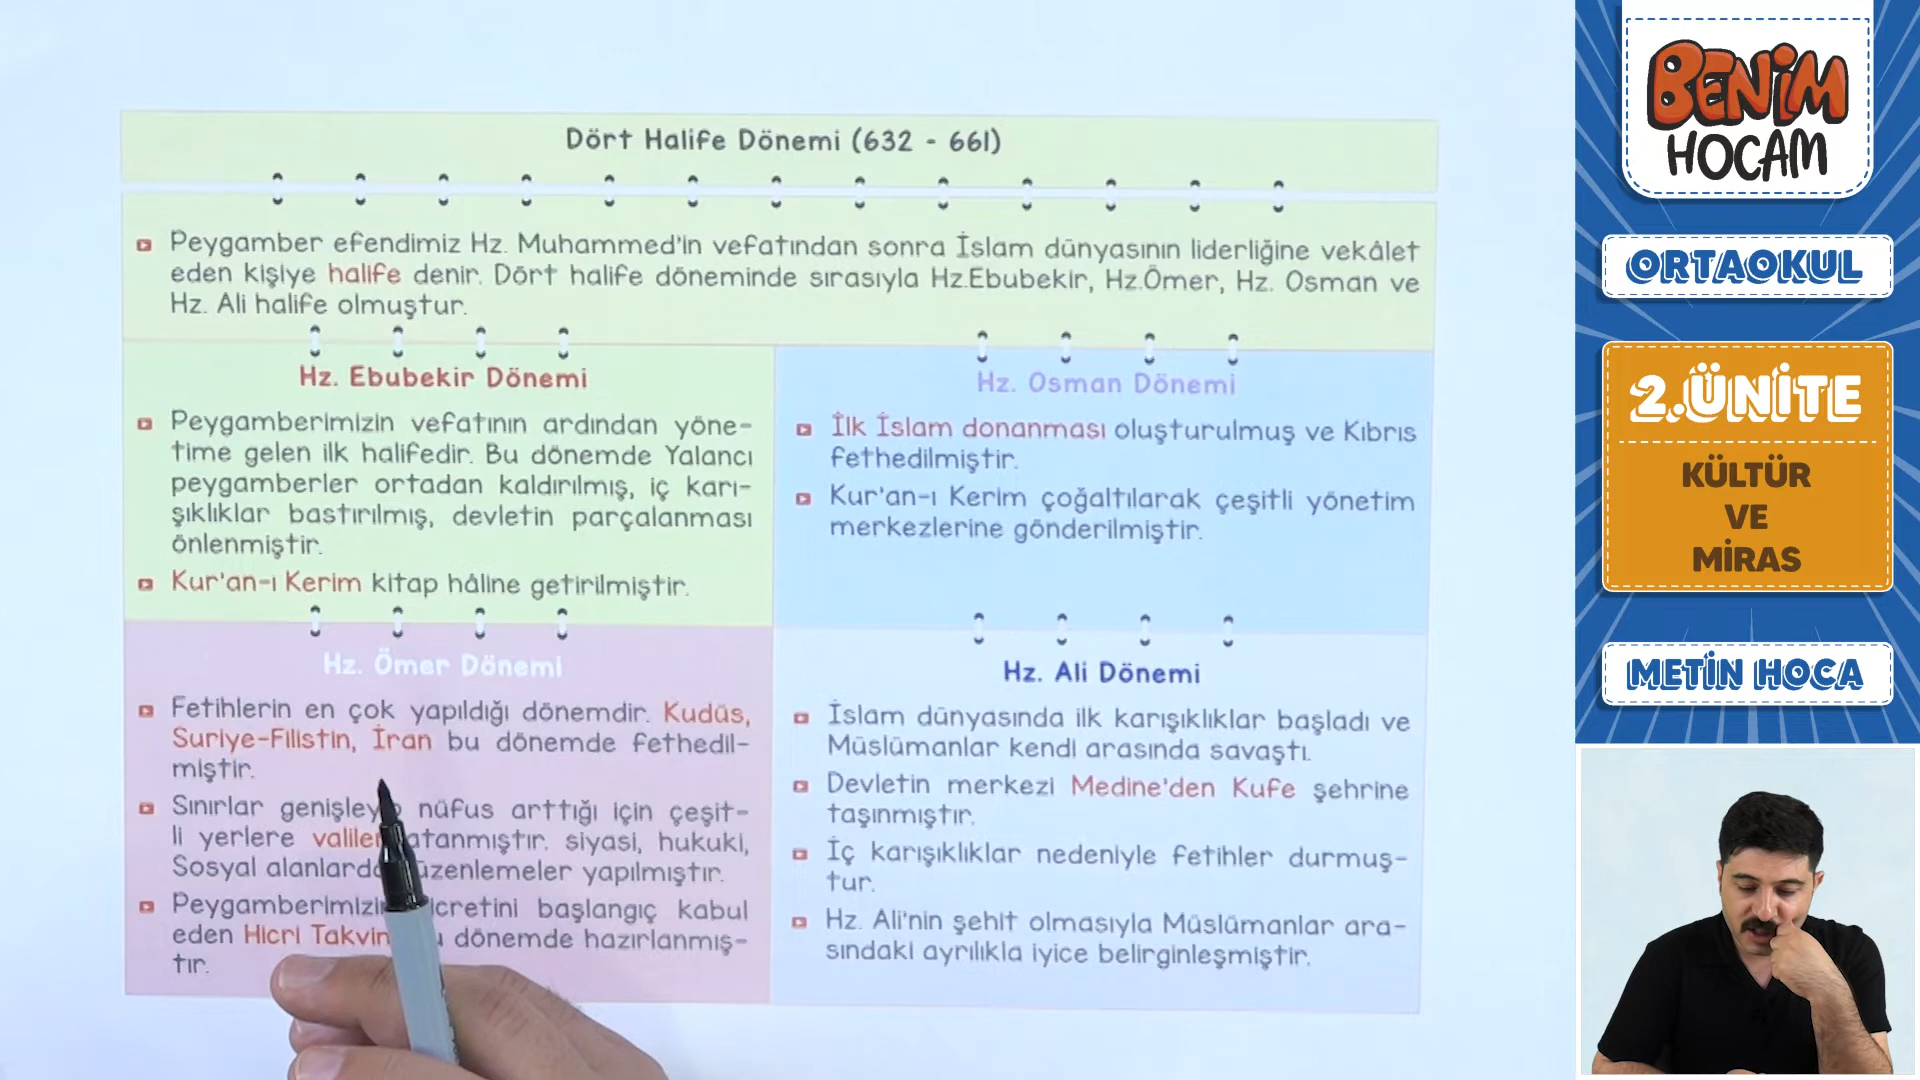 Dört Halife Dönemi (632 - 661)
Peygamber efendimiz Hz. Muhammed'in vefatından sonra İslam dünyasının liderliğine vekâlet
eden kişiye halife denir. Dört halife döneminde sırasıyla Hz.Ebubekir, Hz.Ömer, Hz. Osman ve
Hz. Ali halife olmuştur.
Hz. Ebubekir Dönemi
Peygamberimizin vefatının ardından yöne-
time gelen ilk halifedir. Bu dönemde Yalancı
peygamberler ortadan kaldırılmış, iç karı-
şıklıklar bastırılmış, devletin parçalanması
önlenmiştir.
Kur'an-ı Kerim kitap hâline getirilmiştir.
Hz. Osman Dönemi
İlk İslam donanması oluşturulmuş ve Kıbrıs
fethedilmiştir.
Kur'an-ı Kerim çoğaltılarak çeşitli yönetim
merkezlerine gönderilmiştir.
Hz. Ömer Dönemi
Fetihlerin en çok yapıldığı dönemdir. Kudüs,
Suriye-Filistin, İran bu dönemde fethedil-
miştir.
Sınırlar nüfus arttığı için çeşit-
li yerlere valiler atanmıştır. siyasi, hukuki,
Sosyal yapılmıştır.
başlangıç kabul
eden Hicri dönemde hazırlanmış-
tır.
Hz. Ali Dönemi
İslam dünyasında ilk karışıklıklar başladı ve
Müslümanlar kendi arasında savaştı.
Devletin merkezi Medine'den Kufe şehrine
taşınmıştır.
İç karışıklıklar nedeniyle fetihler durmuş-
tur.
Hz. Ali'nin şehit olmasıyla Müslümanlar ara-
sındaki ayrılıkla iyice belirginleşmiştir.
BENİM
HOCAM
ORTAOKUL
2.ÜNİTE
KÜLTÜR
VE
MİRAS
METİN HOCA